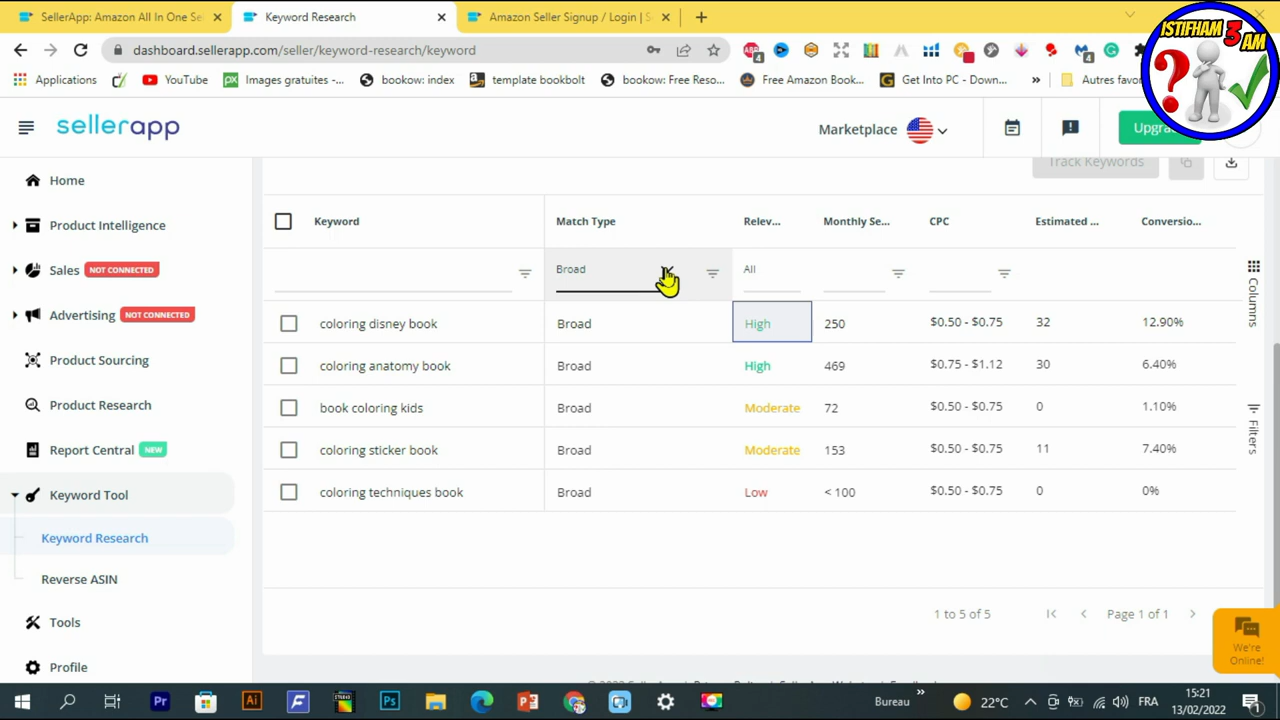 SellerApp: Amazon All In One Se
Keyword Research
Amazon Seller Signup / Login | S
ISTIFHAM 3 AM
dashboard.sellerapp.com/seller/keyword-research/keyword
Applications
YouTube
Images gratuites -...
bookow: index
template bookbolt
bookow: Free Reso...
Free Amazon Book...
Get Into PC - Down...
Autres favo
sellerapp
Marketplace
Upgra
Track Keywords
Home
Product Intelligence
Sales NOT CONNECTED
Advertising NOT CONNECTED
Product Sourcing
Product Research
Report Central NEW
Keyword Tool
Keyword Research
Reverse ASIN
Tools
Profile
Keyword Match Type Relev... Monthly Se... CPC Estimated ... Conversio...
Broad All
coloring disney book Broad High 250 $0.50 - $0.75 32 12.90%
coloring anatomy book Broad High 469 $0.75 - $1.12 30 6.40%
book coloring kids Broad Moderate 72 $0.50 - $0.75 0 1.10%
coloring sticker book Broad Moderate 153 $0.50 - $0.75 11 7.40%
coloring techniques book Broad Low < 100 $0.50 - $0.75 0 0%
Columns
Filters
1 to 5 of 5
Page 1 of 1
We're
Online!
Bureau
22°C
FRA
15:21
13/02/2022